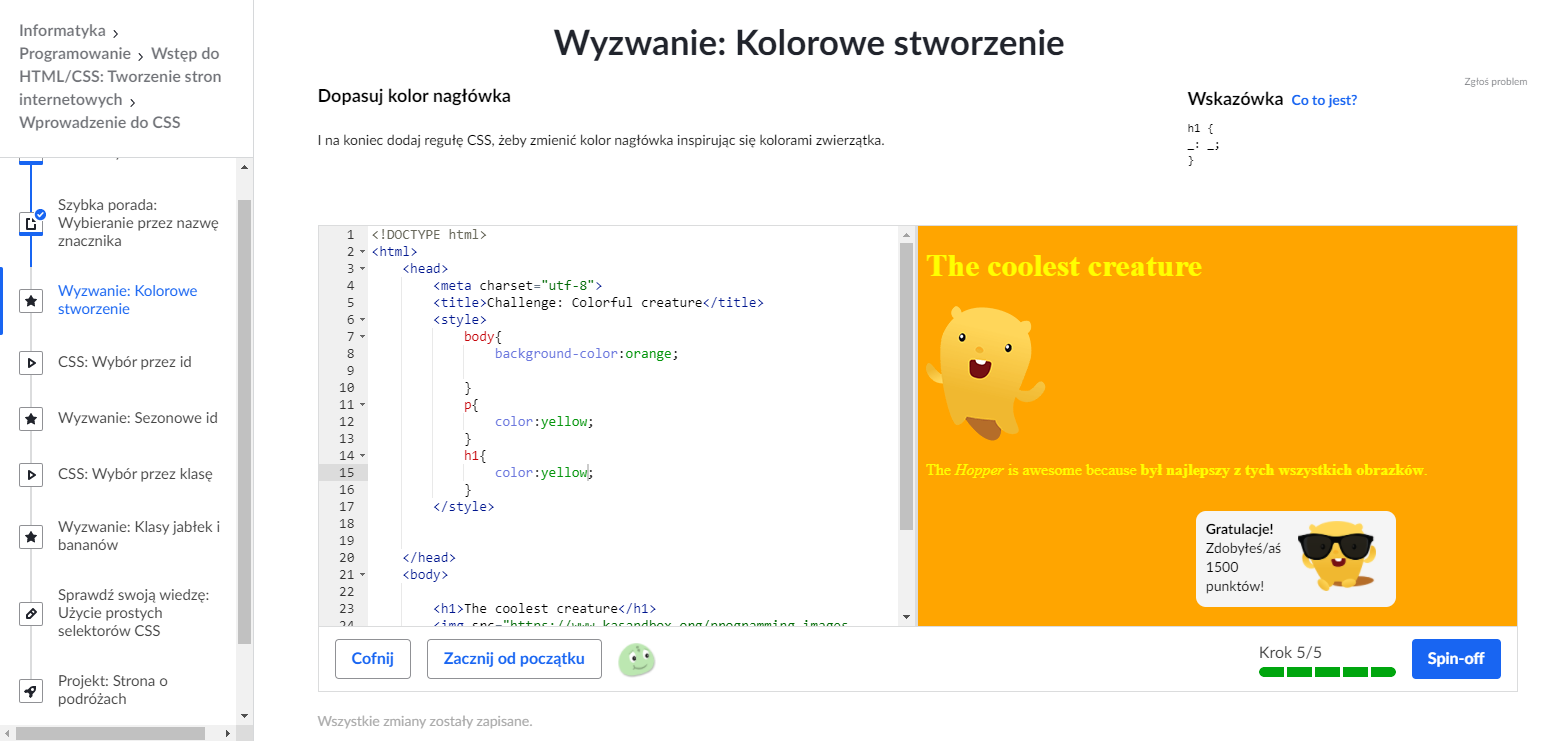 Informatyka >
Programowanie > Wstęp do
HTML/CSS: Tworzenie stron
internetowych >
Wprowadzenie do CSS
Szybka porada:
Wybieranie przez nazwę
znacznika
Wyzwanie: Kolorowe
stworzenie
CSS: Wybór przez id
Wyzwanie: Sezonowe id
CSS: Wybór przez klasę
Wyzwanie: Klasy jabłek i
bananów
Sprawdź swoją wiedzę:
Użycie prostych
selektorów CSS
Projekt: Strona o
podróżach
Wyzwanie: Kolorowe stworzenie
Zgłoś problem
Dopasuj kolor nagłówka
I na koniec dodaj regułę CSS, żeby zmienić kolor nagłówka inspirując się kolorami zwierzątka.
Wskazówka Co to jest?
h1 {
_: _;
}
1 <!DOCTYPE html>
2 <html>
3 <head>
4 <meta charset="utf-8">
5 <title>Challenge: Colorful creature</title>
6 <style>
7 body{
8 background-color:orange;
9
10 }
11 p{
12 color:yellow;
13 }
14 h1{
15 color:yellow;
16 }
17 </style>
18
19
20 </head>
21 <body>
22
23 <h1>The coolest creature</h1>
24 <img src="https://www.kasandbox.org/programming-images
The coolest creature
The Hopper is awesome because był najlepszy z tych wszystkich obrazków.
Gratulacje!
Zdobyłeś/aś
1500
punktów!
Cofnij
Zacznij od początku
Krok 5/5
Spin-off
Wszystkie zmiany zostały zapisane.